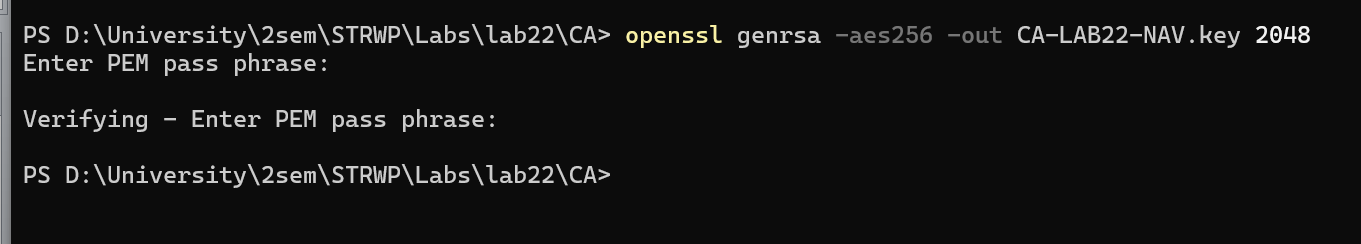 PS D:\University\2sem\STRWP\Labs\lab22\CA> openssl genrsa -aes256 -out CA-LAB22-NAV.key 2048
Enter PEM pass phrase:
Verifying - Enter PEM pass phrase:
PS D:\University\2sem\STRWP\Labs\lab22\CA>